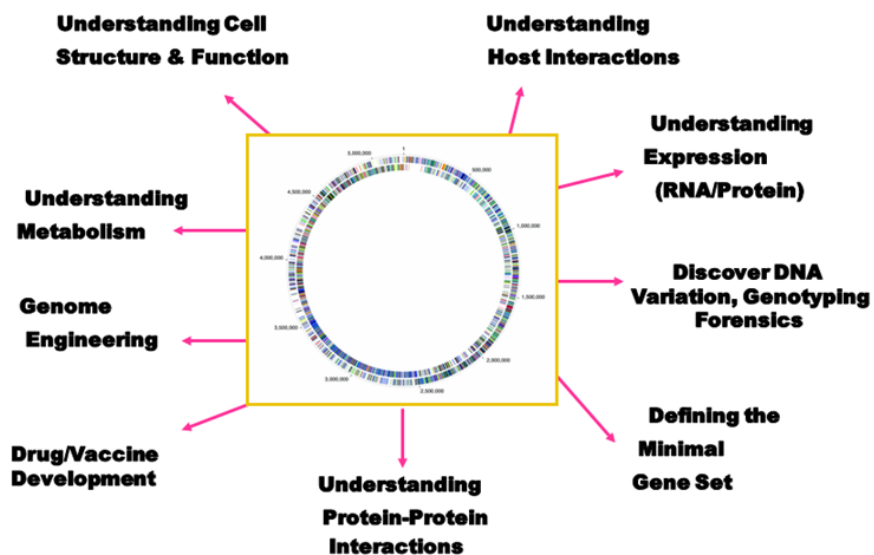 Understanding Cell
Structure & Function
Understanding
Host Interactions
Understanding
Expression
(RNA/Protein)
Understanding
Metabolism
Discover DNA
Variation, Genotyping
Forensics
Genome
Engineering
Defining the
Minimal
Gene Set
Drug/Vaccine
Development
Understanding
Protein-Protein
Interactions
1
500,000
1,000,000
1,500,000
2,000,000
2,500,000
3,000,000
3,500,000
4,000,000
4,500,000
5,000,000